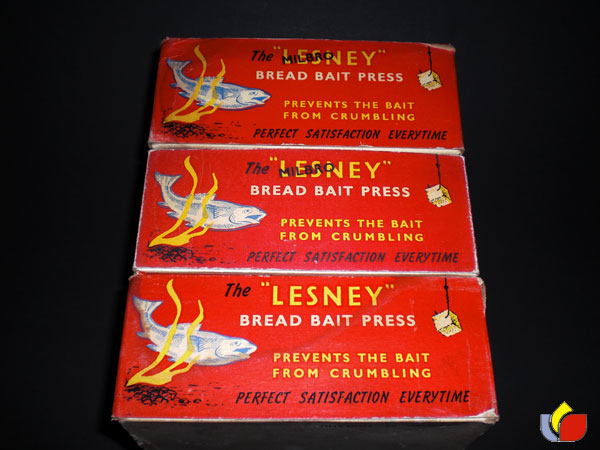 The "LESNEY"
MILBRO
BREAD BAIT PRESS
PREVENTS THE BAIT
FROM CRUMBLING
PERFECT SATISFACTION EVERYTIME
The "LESNEY"
MILBRO
BREAD BAIT PRESS
PREVENTS THE BAIT
FROM CRUMBLING
PERFECT SATISFACTION EVERYTIME
The "LESNEY"
BREAD BAIT PRESS
PREVENTS THE BAIT
FROM CRUMBLING
PERFECT SATISFACTION EVERYTIME